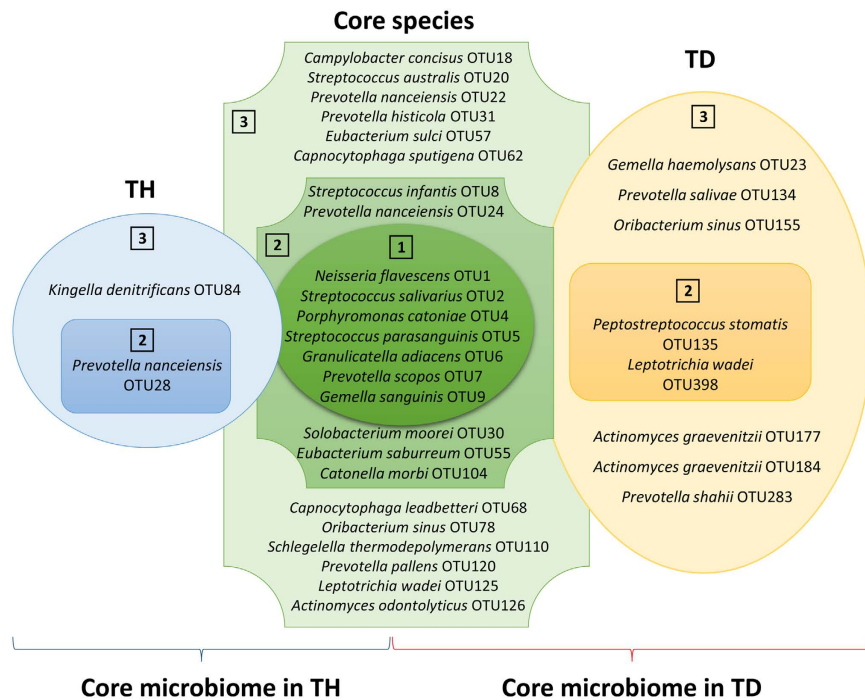 Core species
Campylobacter concisus OTU18
Streptococcus australis OTU20
Prevotella nanceiensis OTU22
Prevotella histicola OTU31
Eubacterium sulci OTU57
Capnocytophaga sputigena OTU62
3
Streptococcus infantis OTU8
Prevotella nanceiensis OTU24
2
1
Neisseria flavescens OTU1
Streptococcus salivarius OTU2
Porphyromonas catoniae OTU4
Streptococcus parasanguinis OTU5
Granulicatella adiacens OTU6
Prevotella scopos OTU7
Gemella sanguinis OTU9
Solobacterium moorei OTU30
Eubacterium saburreum OTU55
Catonella morbi OTU104
Capnocytophaga leadbetteri OTU68
Oribacterium sinus OTU78
Schlegelella thermodepolymerans OTU110
Prevotella pallens OTU120
Leptotrichia wadei OTU125
Actinomyces odontolyticus OTU126
TH
3
Kingella denitrificans OTU84
2
Prevotella nanceiensis
OTU28
TD
3
Gemella haemolysans OTU23
Prevotella salivae OTU134
Oribacterium sinus OTU155
2
Peptostreptococcus stomatis
OTU135
Leptotrichia wadei
OTU398
Actinomyces graevenitzii OTU177
Actinomyces graevenitzii OTU184
Prevotella shahii OTU283
Core microbiome in TH
Core microbiome in TD